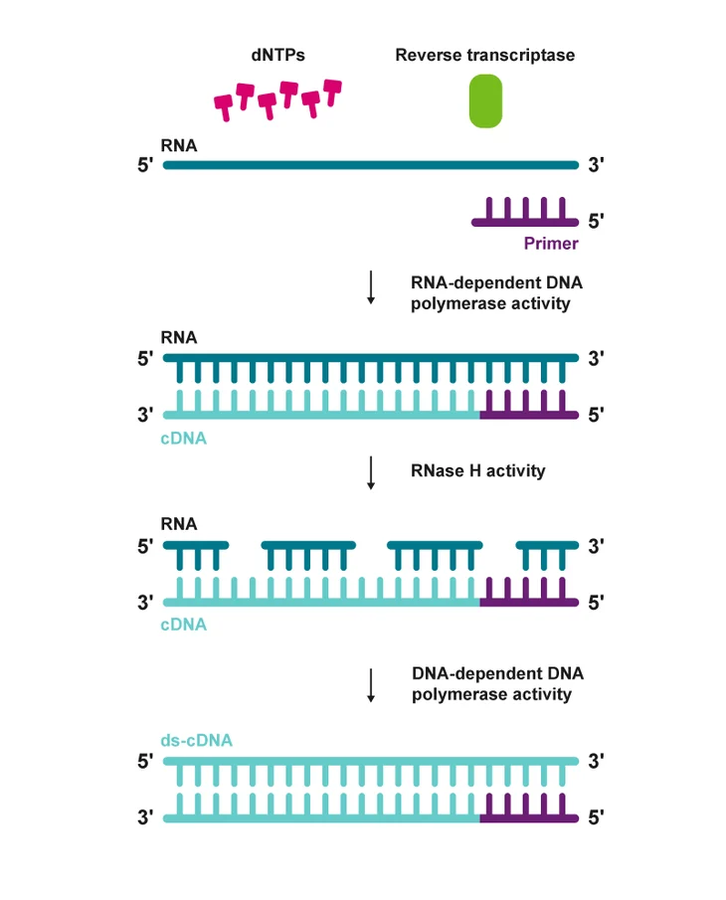 dNTPs
Reverse transcriptase
RNA
5' 3'
5'
Primer
RNA-dependent DNA
polymerase activity
RNA
5' 3'
3' 5'
cDNA
RNase H activity
RNA
5' 3'
3' 5'
cDNA
DNA-dependent DNA
polymerase activity
ds-cDNA
5' 3'
3' 5'